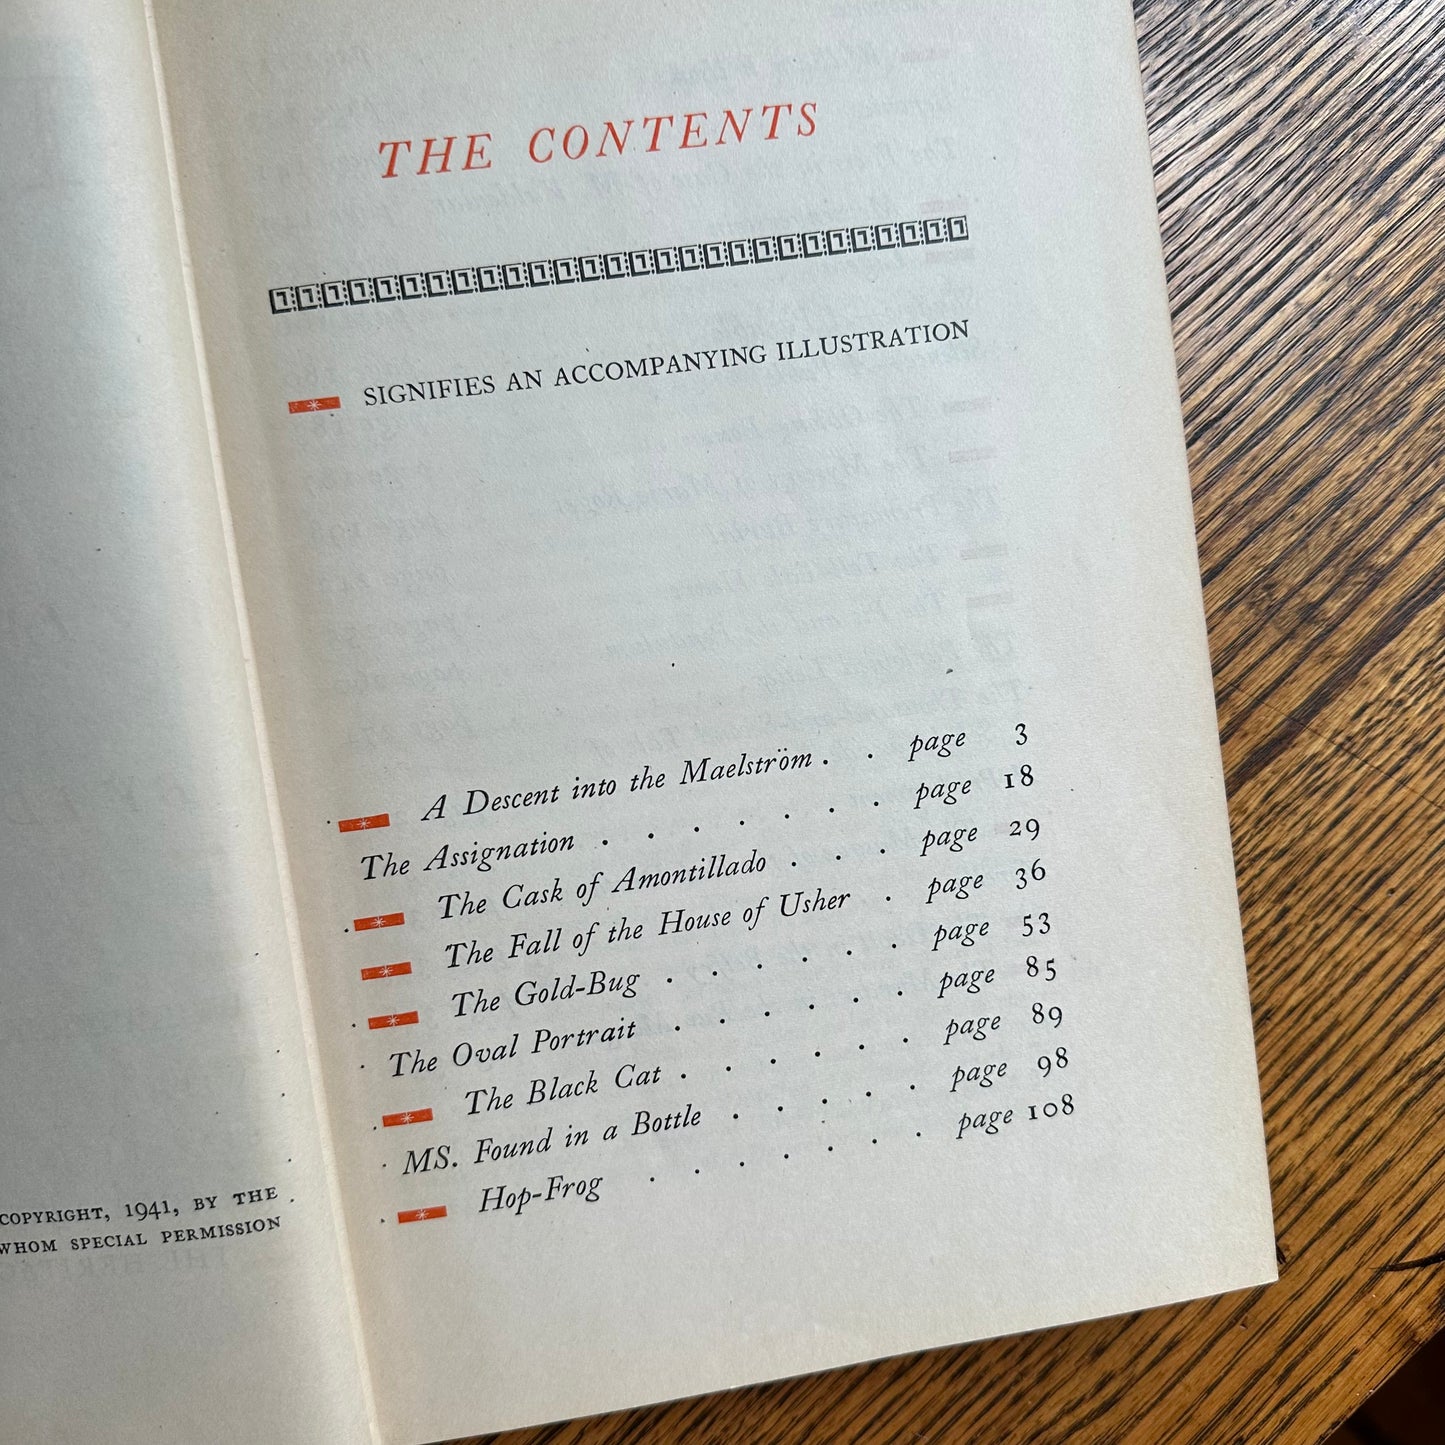 THE CONTENTS
SIGNIFIES AN ACCOMPANYING ILLUSTRATION
A Descent into the Maelström . . page 3
The Assignation . . . . . . . page 18
The Cask of Amontillado . . . page 29
The Fall of the House of Usher . page 36
The Gold-Bug . . . . . . page 53
The Oval Portrait . . . . . . page 85
The Black Cat . . . . . . page 89
MS. Found in a Bottle . . . . . page 98
Hop-Frog . . . . . . page 108
COPYRIGHT, 1941, BY THE
WHOM SPECIAL PERMISSION